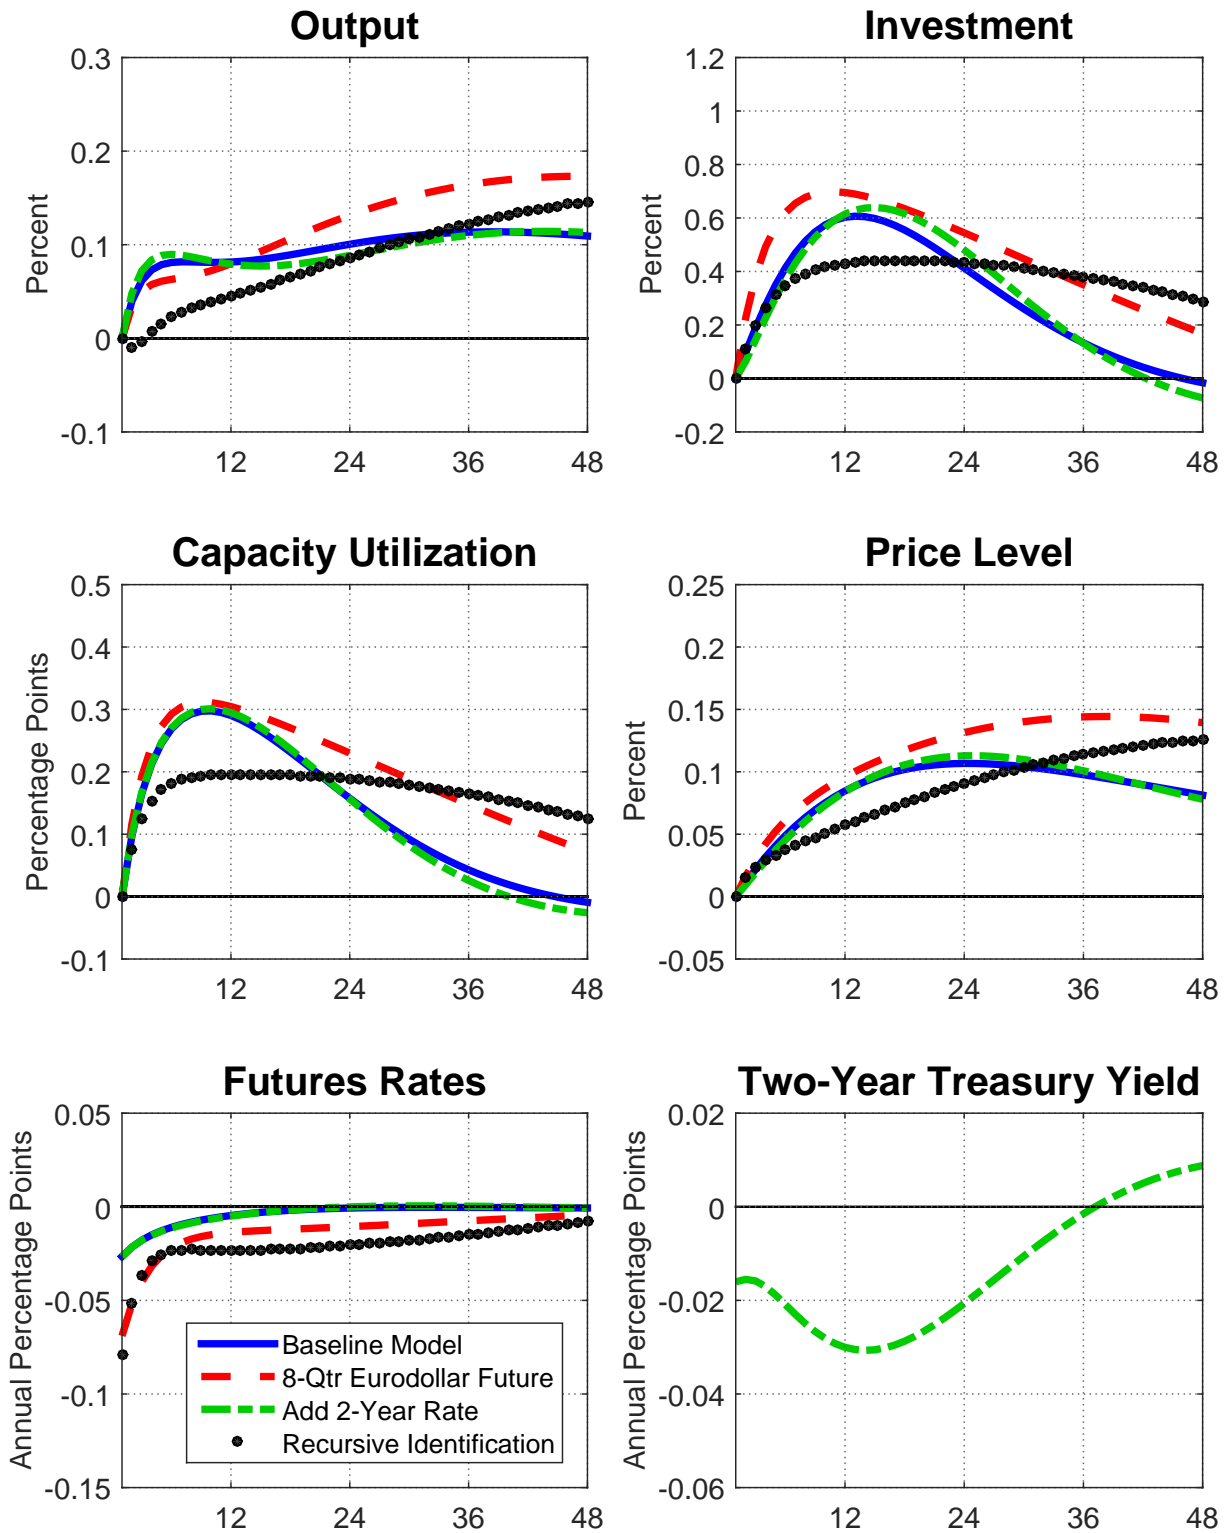 Output
Percent
0.3
0.2
0.1
0
-0.1
12 24 36 48
Investment
Percent
1.2
1
0.8
0.6
0.4
0.2
0
-0.2
12 24 36 48
Capacity Utilization
Percentage Points
0.5
0.4
0.3
0.2
0.1
0
-0.1
12 24 36 48
Price Level
Percent
0.25
0.2
0.15
0.1
0.05
0
-0.05
12 24 36 48
Futures Rates
Annual Percentage Points
0.05
0
-0.05
-0.1
-0.15
Baseline Model
8-Qtr Eurodollar Future
Add 2-Year Rate
Recursive Identification
12 24 36 48
Two-Year Treasury Yield
Annual Percentage Points
0.02
0
-0.02
-0.04
-0.06
12 24 36 48